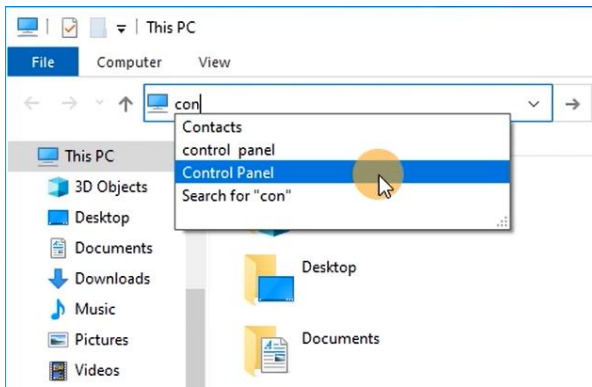 This PC
File Computer View
con
Contacts
control  panel
Control Panel
Search for "con"
This PC
3D Objects
Desktop
Documents
Downloads
Music
Pictures
Videos
Desktop
Documents